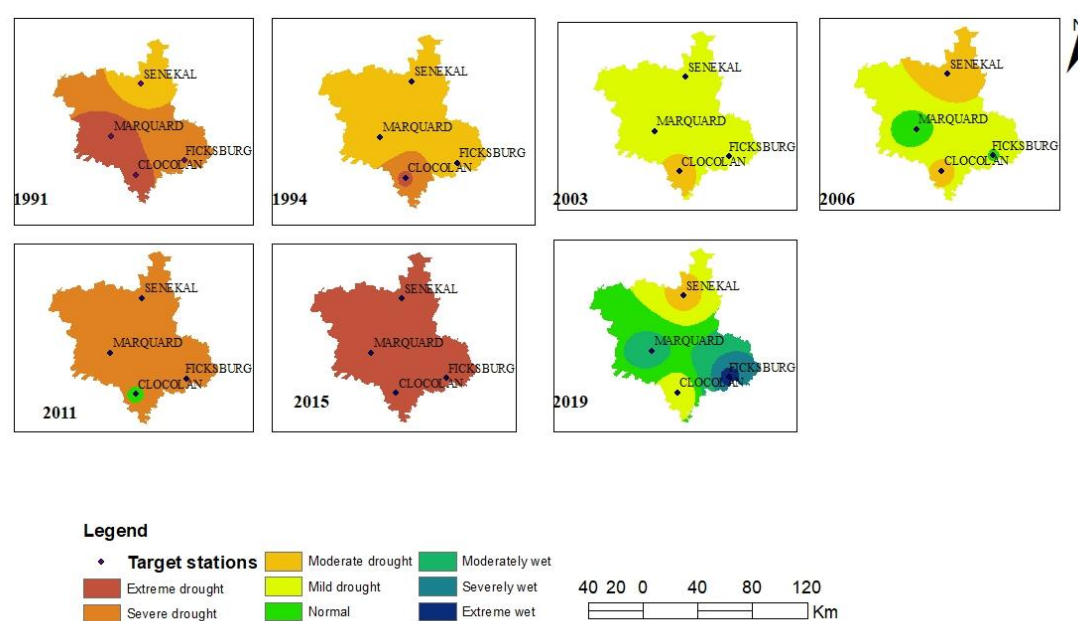 N
SENEKAL
MARQUARD
FICKSBURG
CLOCOLAN
1991
SENEKAL
MARQUARD
FICKSBURG
CLOCOLAN
1994
SENEKAL
MARQUARD
FICKSBURG
CLOCOLAN
2003
SENEKAL
MARQUARD
FICKSBURG
CLOCOLAN
2006
SENEKAL
MARQUARD
FICKSBURG
CLOCOLAN
2011
SENEKAL
MARQUARD
FICKSBURG
CLOCOLAN
2015
SENEKAL
MARQUARD
FICKSBURG
CLOCOLAN
2019
Legend
Target stations
Extreme drought
Severe drought
Moderate drought
Mild drought
Normal
Moderately wet
Severely wet
Extreme wet
40 20 0 40 80 120
Km